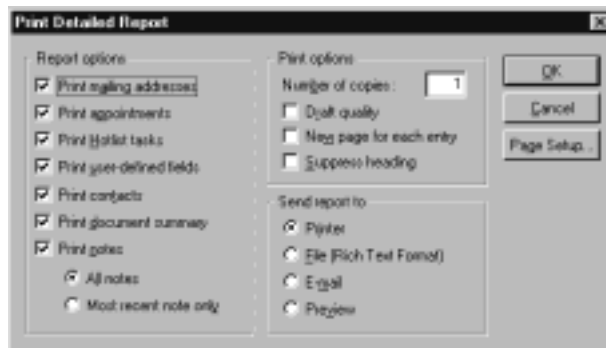 Print Detailed Report
Report options
Print mailing addresses
Print appointments
Print Hotlist tasks
Print user-defined fields
Print contacts
Print document summary
Print notes
All notes
Most recent note only
Print options
Number of copies: 1
Draft quality
New page for each entry
Suppress heading
Send report to
Printer
File (Rich Text Format)
E-mail
Preview
OK
Cancel
Page Setup...